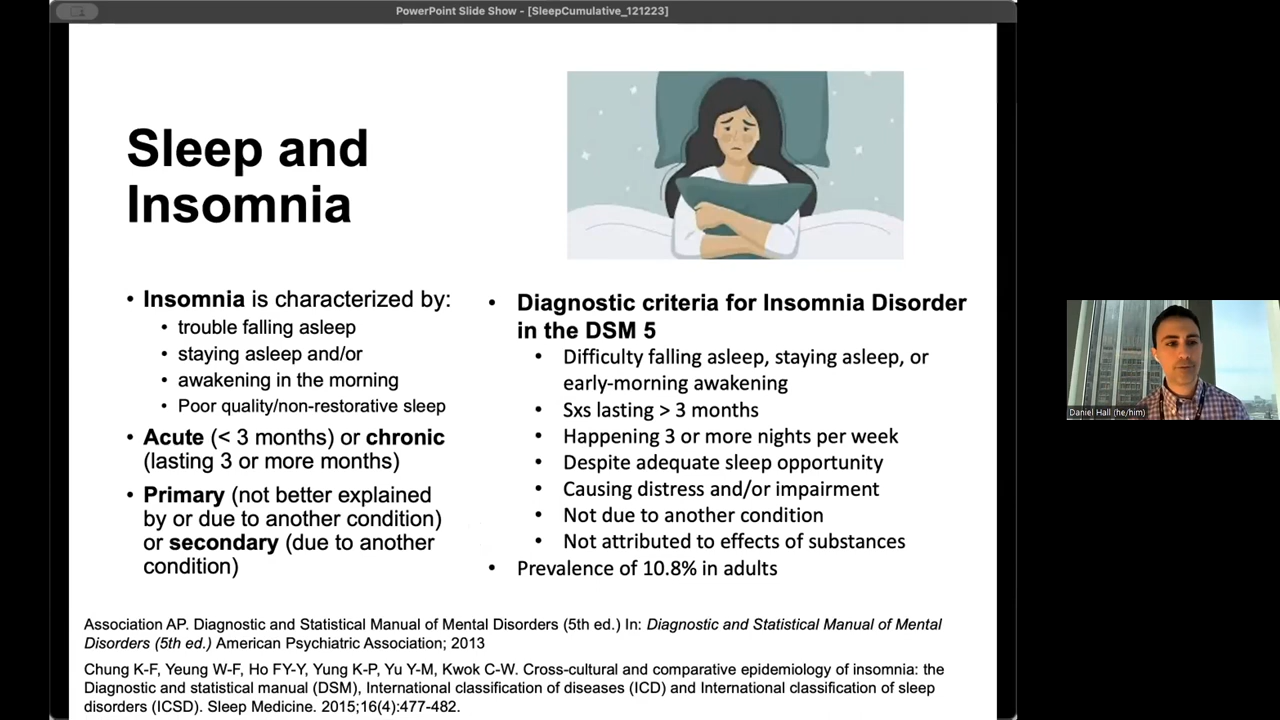 PowerPoint Slide Show - [SleepCumulative_121223]
Sleep and
Insomnia
• Insomnia is characterized by:
• trouble falling asleep
• staying asleep and/or
• awakening in the morning
• Poor quality/non-restorative sleep
• Acute (< 3 months) or chronic
(lasting 3 or more months)
• Primary (not better explained
by or due to another condition)
or secondary (due to another
condition)
• Diagnostic criteria for Insomnia Disorder
in the DSM 5
• Difficulty falling asleep, staying asleep, or
early-morning awakening
• Sxs lasting > 3 months
• Happening 3 or more nights per week
• Despite adequate sleep opportunity
• Causing distress and/or impairment
• Not due to another condition
• Not attributed to effects of substances
• Prevalence of 10.8% in adults
Association AP. Diagnostic and Statistical Manual of Mental Disorders (5th ed.) In: Diagnostic and Statistical Manual of Mental
Disorders (5th ed.) American Psychiatric Association; 2013
Chung K-F, Yeung W-F, Ho FY-Y, Yung K-P, Yu Y-M, Kwok C-W. Cross-cultural and comparative epidemiology of insomnia: the
Diagnostic and statistical manual (DSM), International classification of diseases (ICD) and International classification of sleep
disorders (ICSD). Sleep Medicine. 2015;16(4):477-482.
Daniel Hall (he/him)